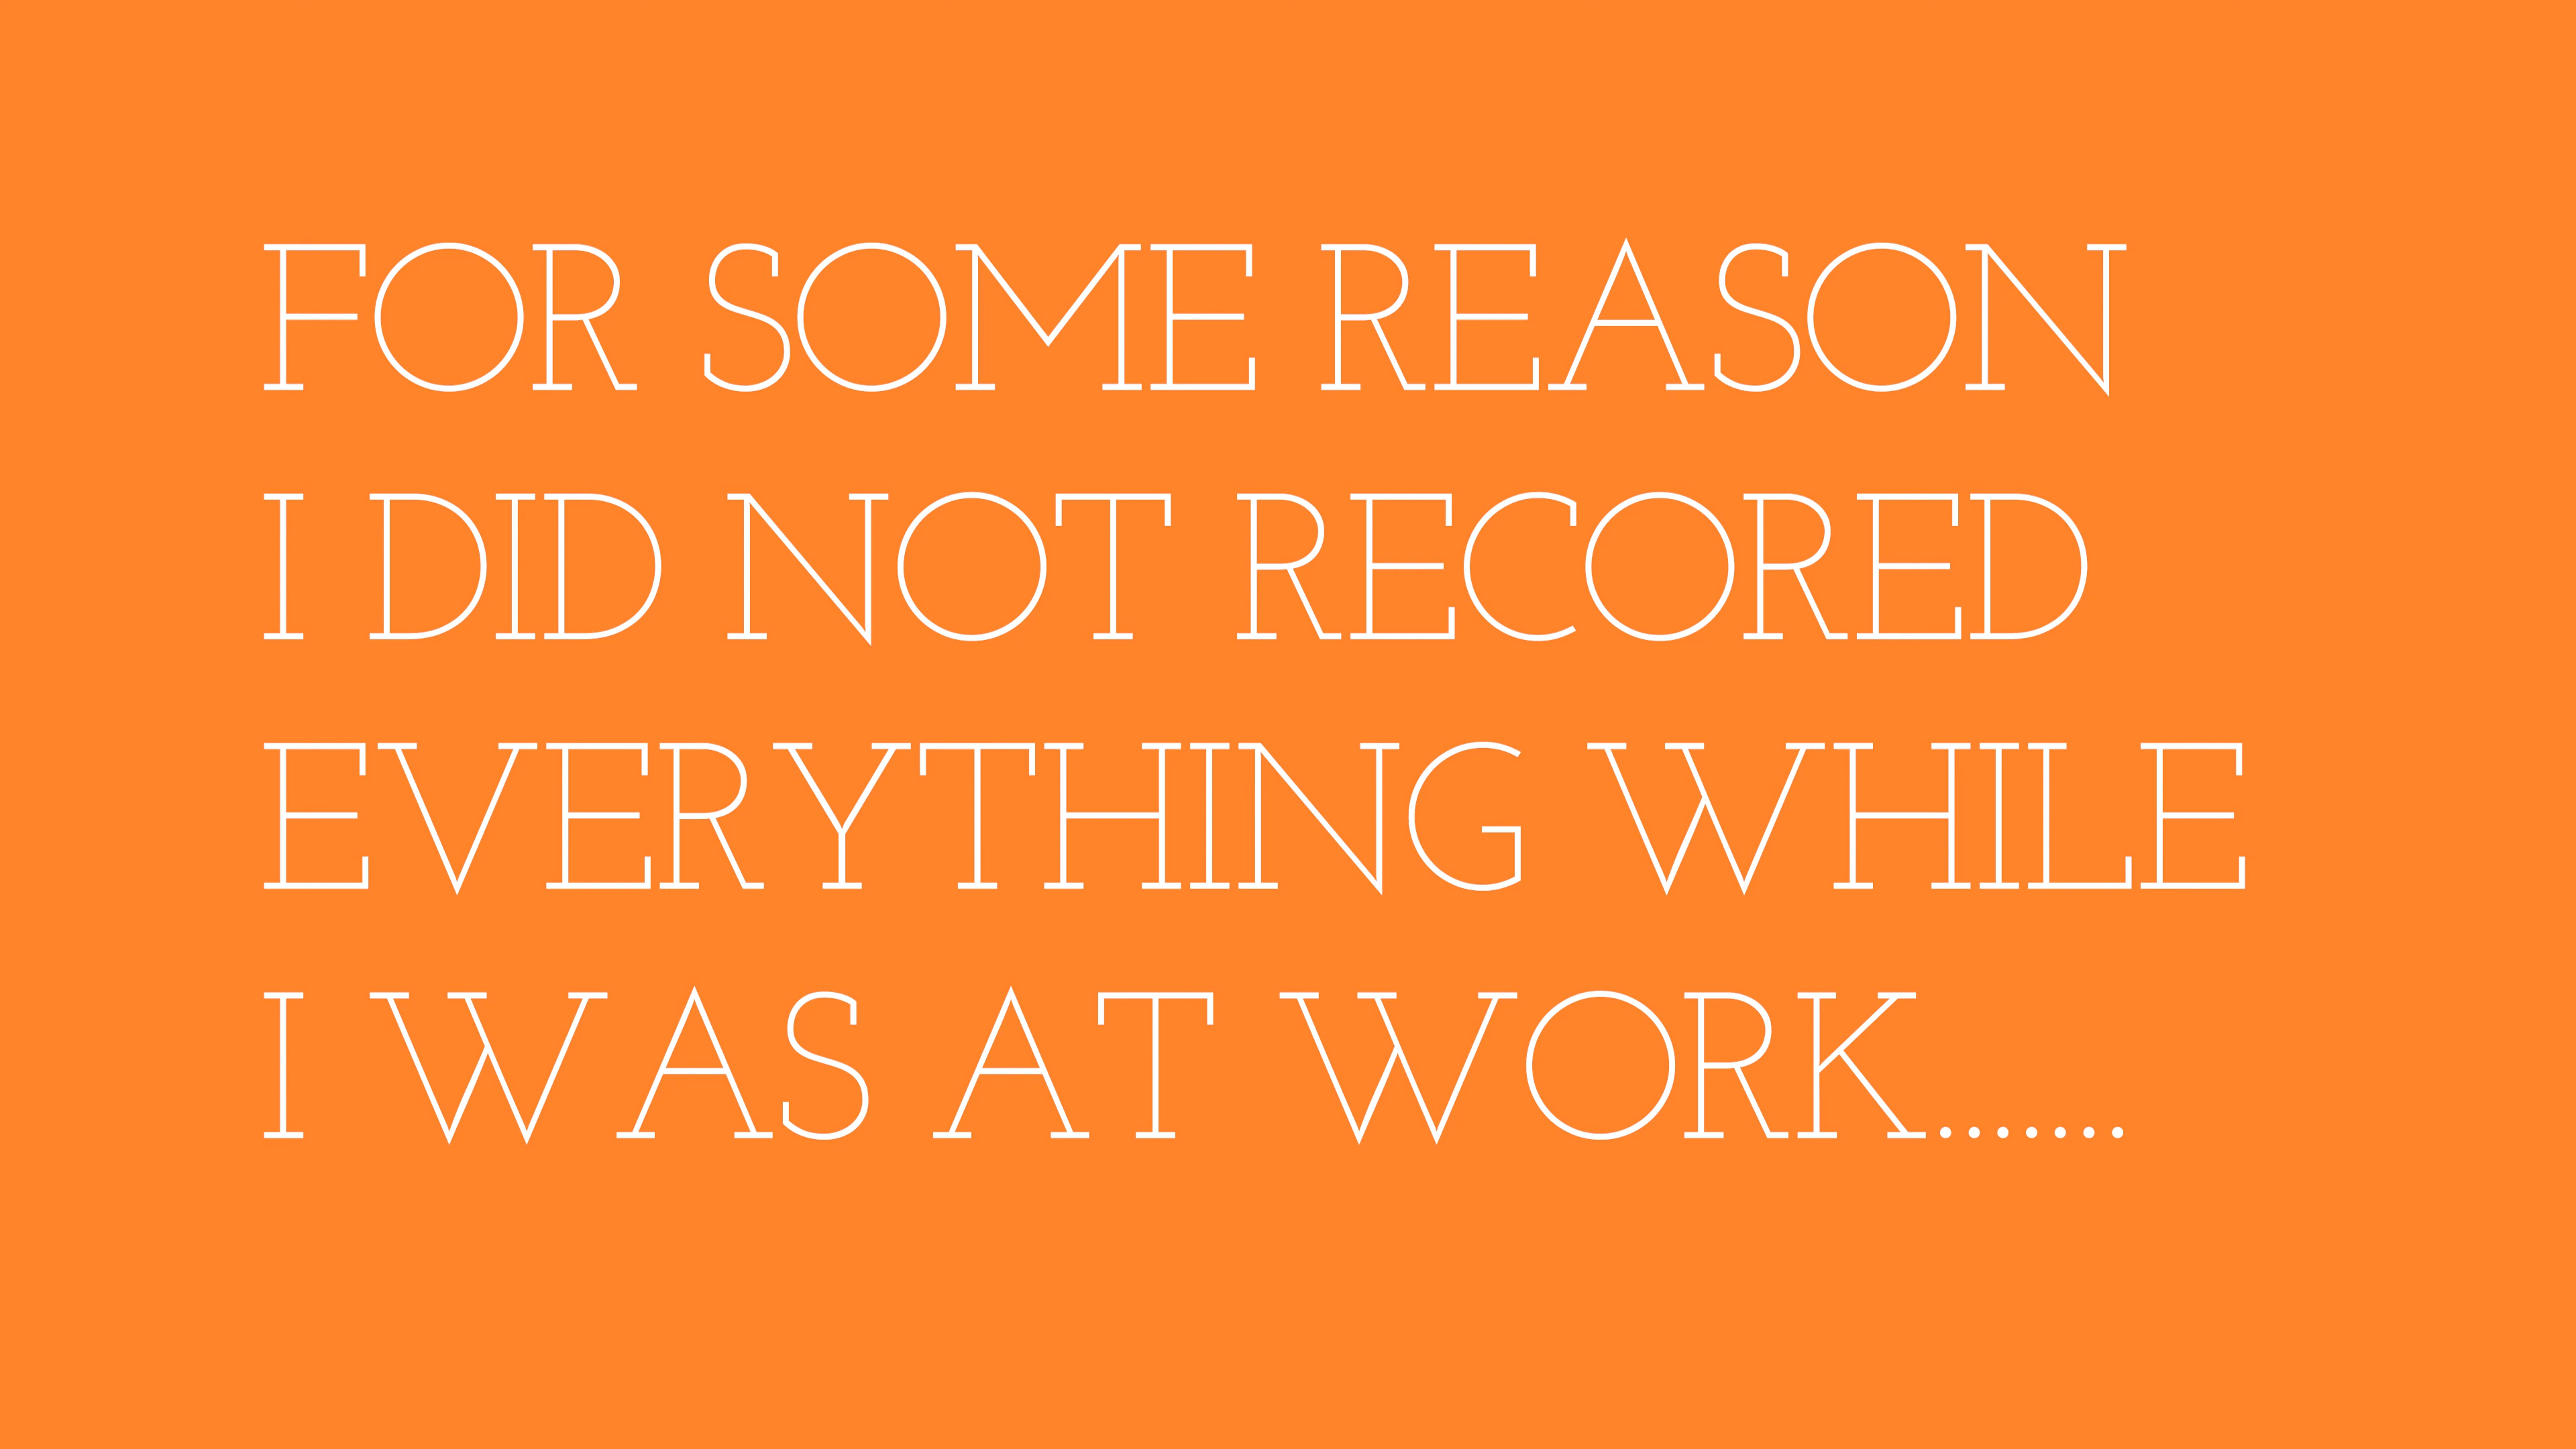 FOR SOME REASON
I DID NOT RECORED
EVERYTHING WHILE
I WAS AT WORK.......